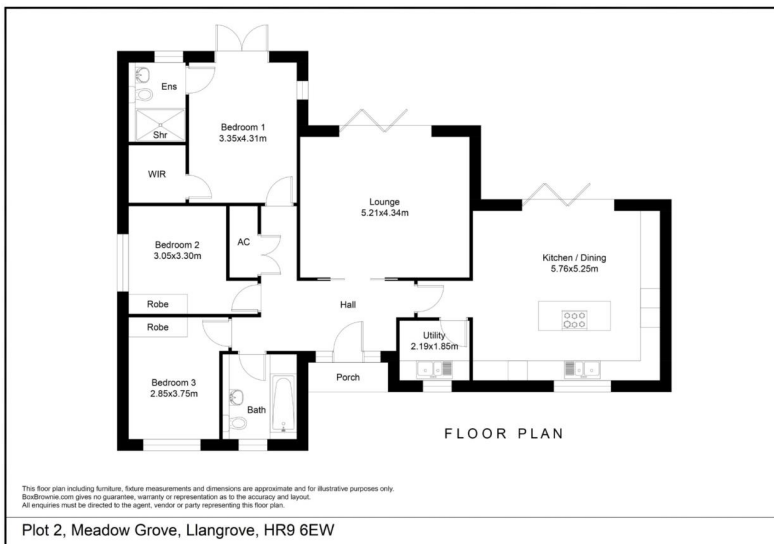 Ens
Shr
WIR
Bedroom 1
3.35x4.31m
Lounge
5.21x4.34m
Bedroom 2
3.05x3.30m
AC
Robe
Kitchen / Dining
5.76x5.25m
Hall
Robe
Utility
2.19x1.85m
Bedroom 3
2.85x3.75m
Bath
Porch
FLOOR PLAN
This floor plan including furniture, fixture measurements and dimensions are approximate and for illustrative purposes only.
BoxBrownie.com gives no guarantee, warranty or representation as to the accuracy and layout.
All enquiries must be directed to the agent, vendor or party representing this floor plan.
Plot 2, Meadow Grove, Llangrove, HR9 6EW